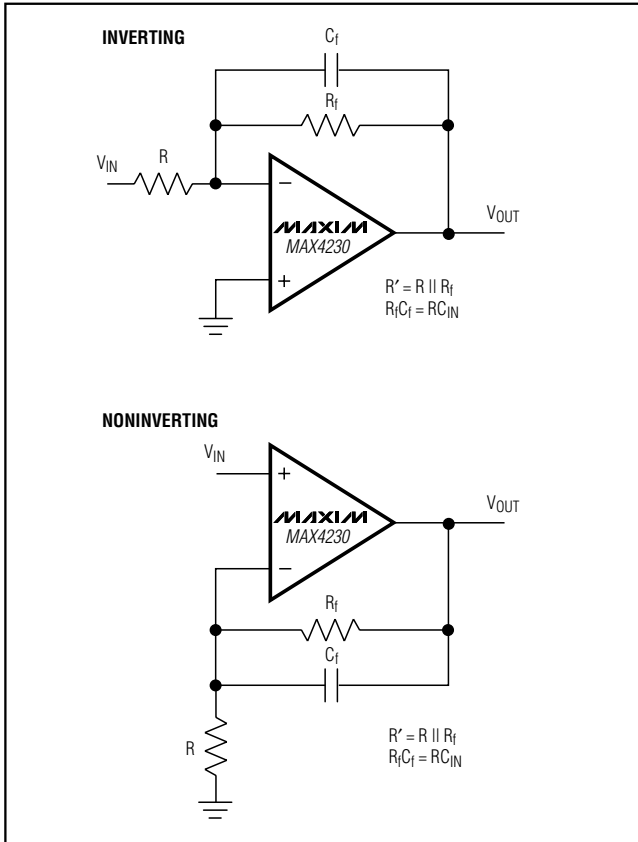 INVERTING
Cf
Rf
VIN
R
−
MAXIM
MAX4230
+
VOUT
R′ = R || Rf
RfCf = RCIN
NONINVERTING
VIN
+
MAXIM
MAX4230
−
VOUT
Rf
Cf
R
R′ = R || Rf
RfCf = RCIN